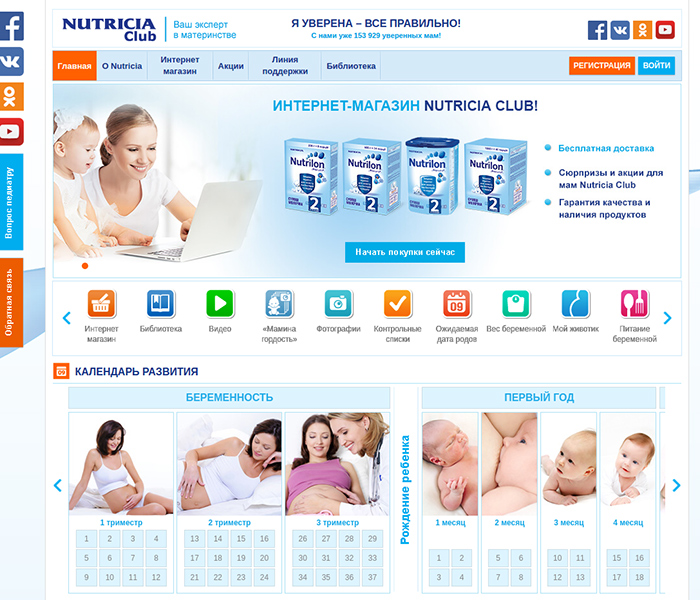 NUTRICIA
Club
Ваш эксперт
в материнстве
Я УВЕРЕНА – ВСЕ ПРАВИЛЬНО!
С нами уже 153 929 уверенных мам!
Главная
О Nutricia
Интернет
магазин
Акции
Линия
поддержки
Библиотека
РЕГИСТРАЦИЯ
ВОЙТИ
Вопрос педиатру
Обратная связь
ИНТЕРНЕТ-МАГАЗИН NUTRICIA CLUB!
Nutrilon
2
Nutrilon
2
Nutrilon
2
Nutrilon
2
Бесплатная доставка
Сюрпризы и акции для
мам Nutricia Club
Гарантия качества и
наличия продуктов
Начать покупки сейчас
09
Интернет
магазин
Библиотека
Видео
«Мамина
гордость»
Фотографии
Контрольные
списки
Ожидаемая
дата родов
Вес беременной
Мой животик
Питание
беременной
09
КАЛЕНДАРЬ РАЗВИТИЯ
БЕРЕМЕННОСТЬ
1 триместр
1 2 3 4
5 6 7 8
9 10 11 12
2 триместр
13 14 15 16
17 18 19 20
21 22 23 24
3 триместр
26 27 28 29
30 31 32 33
34 35 36 37
Рождение ребенка
ПЕРВЫЙ ГОД
1 месяц
1 2
3 4
2 месяц
5 6
7 8
3 месяц
10 11
12 13
4 месяц
15 16
17 18